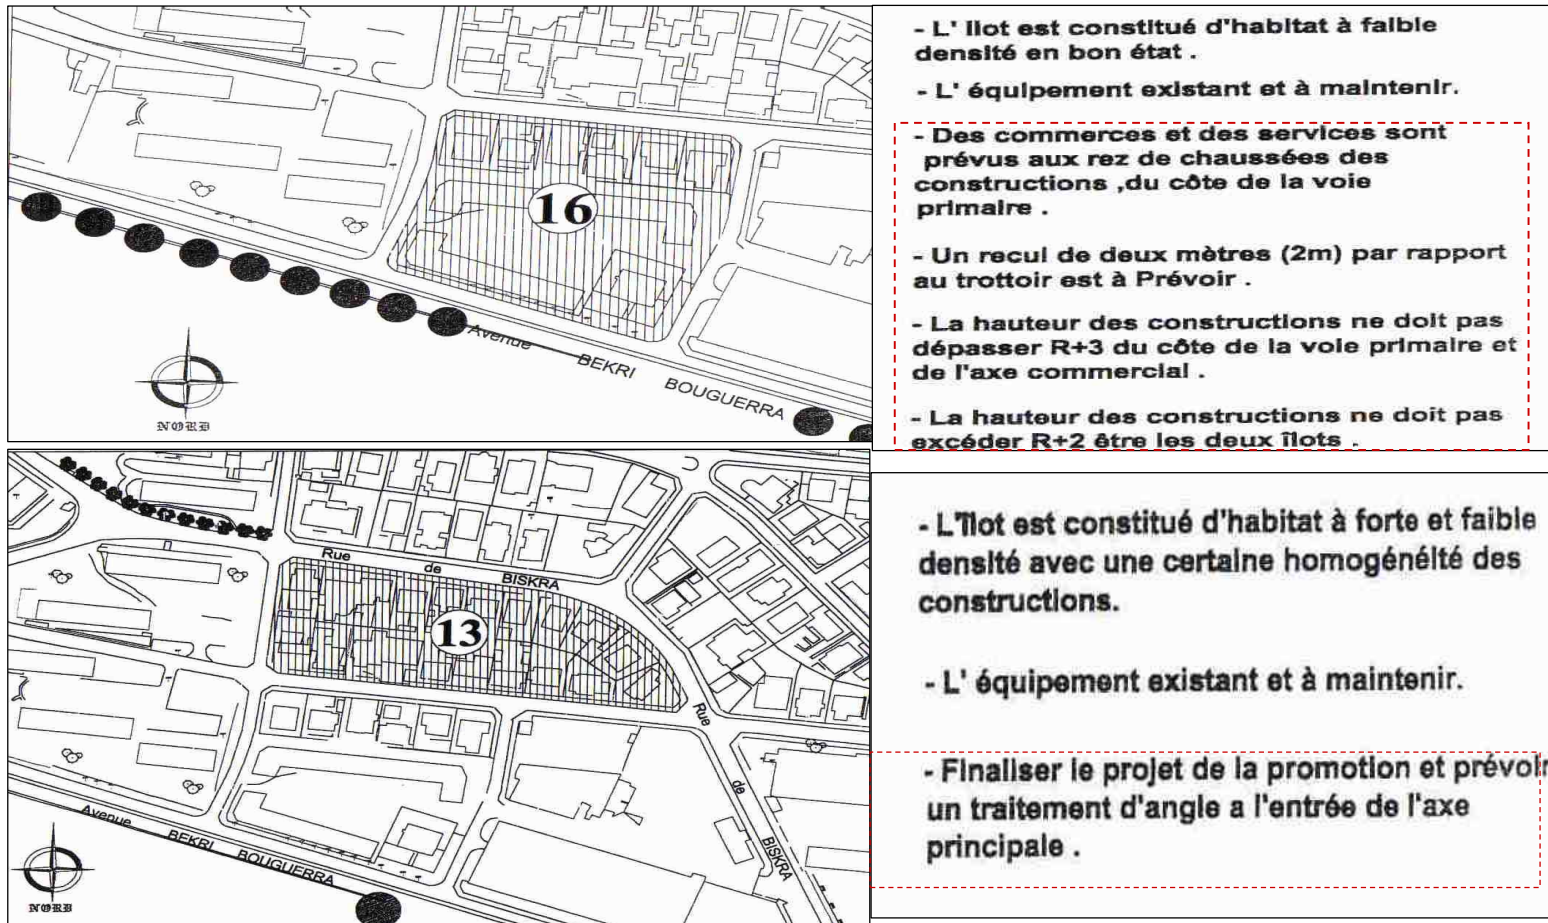 16
Avenue BEKRI BOUGUERRA
NORD
- L' Ilot est constitué d'habitat à faible
densité en bon état .
- L' équipement existant et à maintenir.
- Des commerces et des services sont
prévus aux rez de chaussées des
constructions ,du côte de la voie
primaire .
- Un recul de deux mètres (2m) par rapport
au trottoir est à Prévoir .
- La hauteur des constructions ne doit pas
dépasser R+3 du côte de la voie primaire et
de l'axe commercial .
- La hauteur des constructions ne doit pas
excéder R+2 être les deux îlots .
Rue de BISKRA
13
Rue de BISKRA
Avenue BEKRI BOUGUERRA
NORD
- L'îlot est constitué d'habitat à forte et faible
densité avec une certaine homogénéité des
constructions.
- L' équipement existant et à maintenir.
- Finaliser le projet de la promotion et prévoir
un traitement d'angle a l'entrée de l'axe
principale .